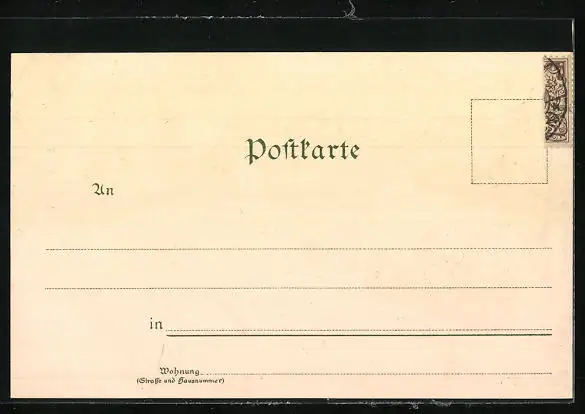 Postkarte
An
in
Wohnung
(Straße und Hausnummer)